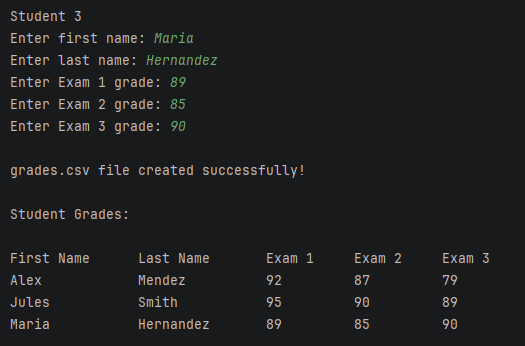 Student 3
Enter first name: Maria
Enter last name: Hernandez
Enter Exam 1 grade: 89
Enter Exam 2 grade: 85
Enter Exam 3 grade: 90
grades.csv file created successfully!
Student Grades:
First Name Last Name Exam 1 Exam 2 Exam 3
Alex Mendez 92 87 79
Jules Smith 95 90 89
Maria Hernandez 89 85 90